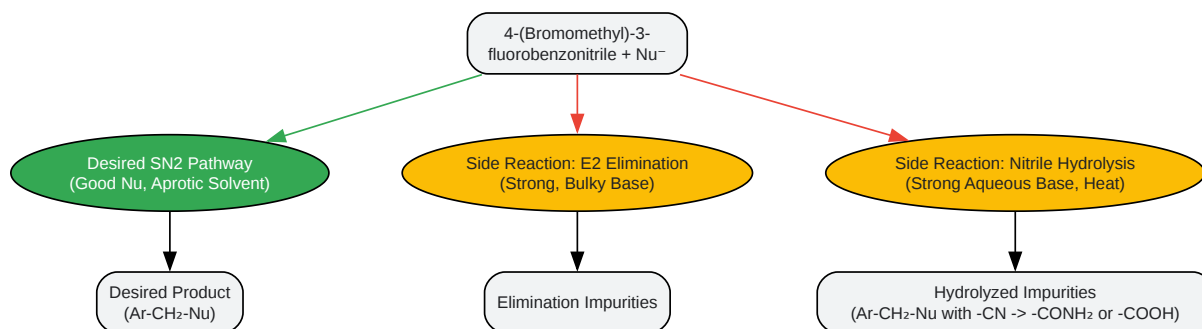 4-(Bromomethyl)-3-
fluorobenzonitrile + Nu⁻
Desired SN2 Pathway
(Good Nu, Aprotic Solvent)
Side Reaction: E2 Elimination
(Strong, Bulky Base)
Side Reaction: Nitrile Hydrolysis
(Strong Aqueous Base, Heat)
Desired Product
(Ar-CH₂-Nu)
Elimination Impurities
Hydrolyzed Impurities
(Ar-CH₂-Nu with -CN -> -CONH₂ or -COOH)